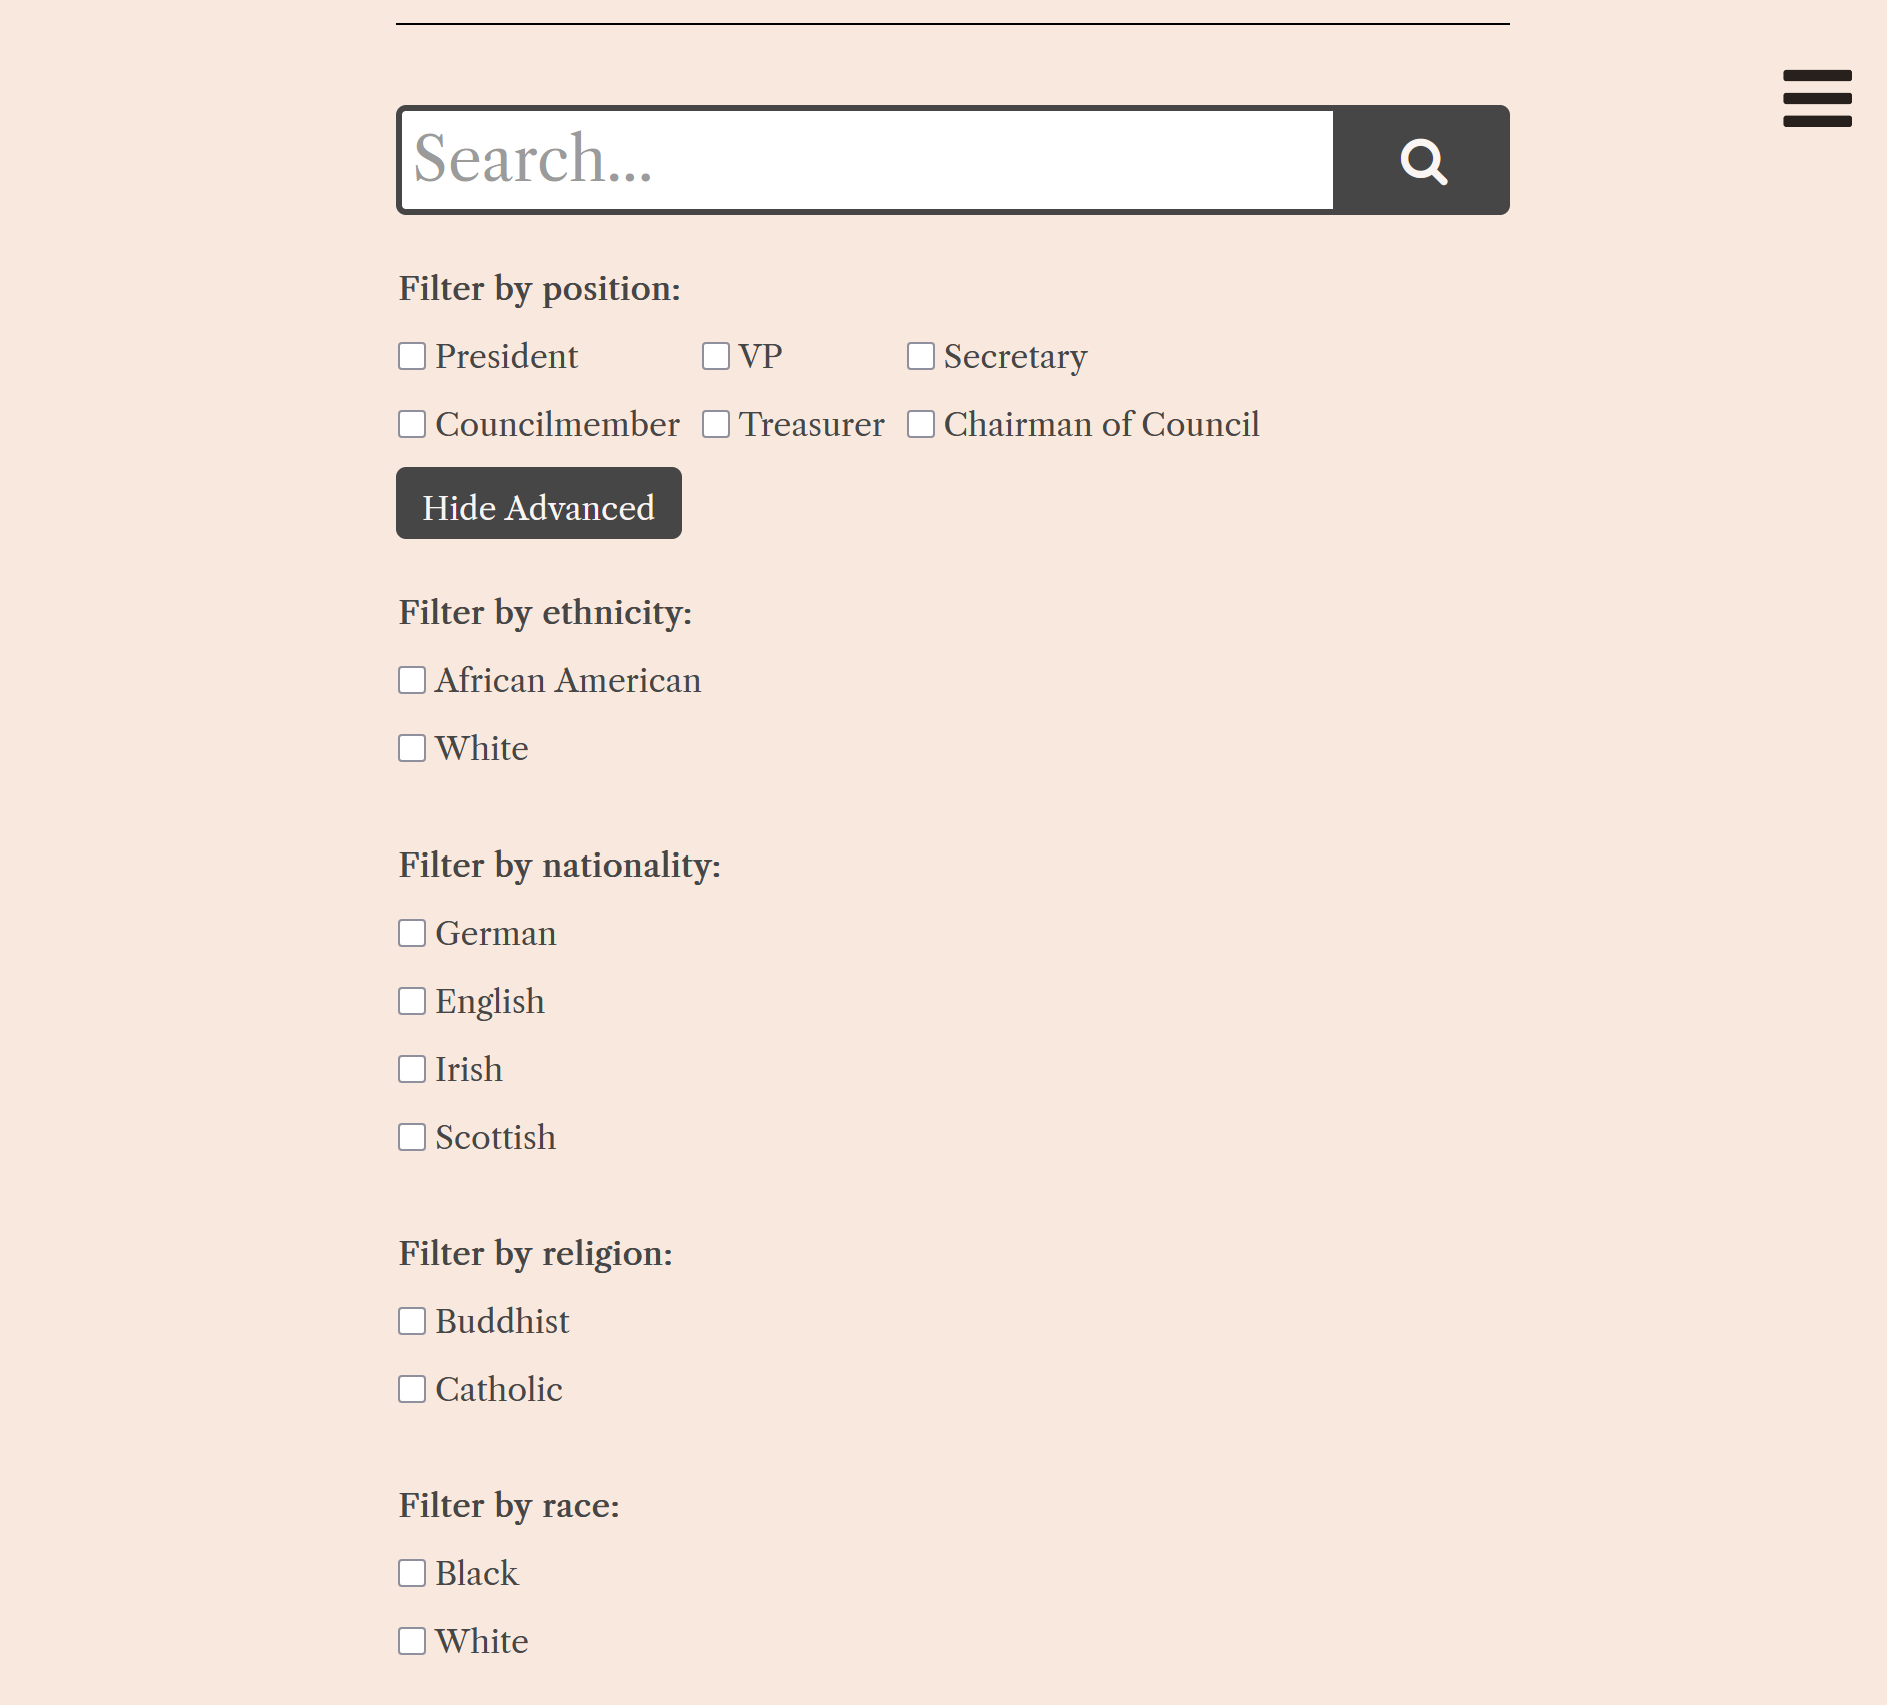 Search...
Filter by position:
President VP Secretary
Councilmember Treasurer Chairman of Council
Hide Advanced
Filter by ethnicity:
African American
White
Filter by nationality:
German
English
Irish
Scottish
Filter by religion:
Buddhist
Catholic
Filter by race:
Black
White